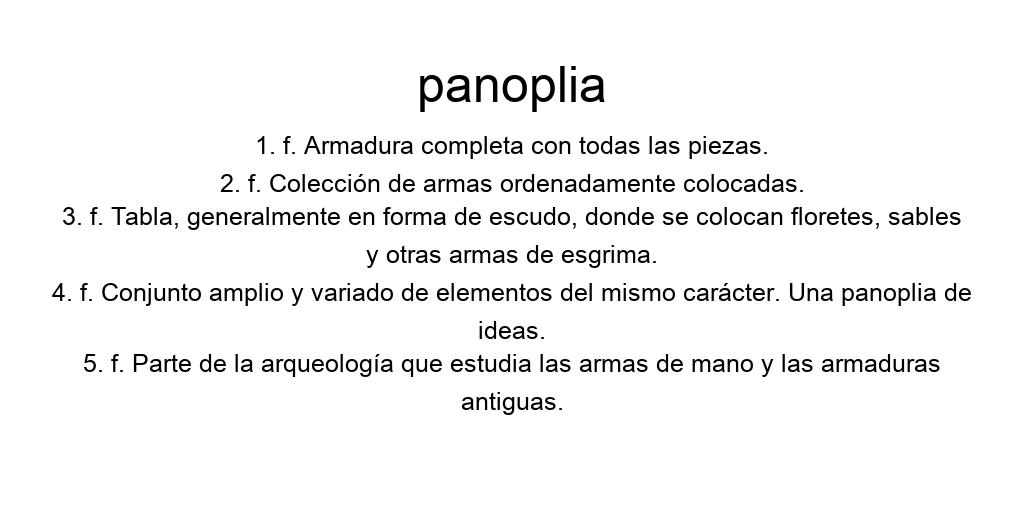 panoplia
1. f. Armadura completa con todas las piezas.
2. f. Colección de armas ordenadamente colocadas.
3. f. Tabla, generalmente en forma de escudo, donde se colocan floretes, sables
y otras armas de esgrima.
4. f. Conjunto amplio y variado de elementos del mismo carácter. Una panoplia de
ideas.
5. f. Parte de la arqueología que estudia las armas de mano y las armaduras
antiguas.